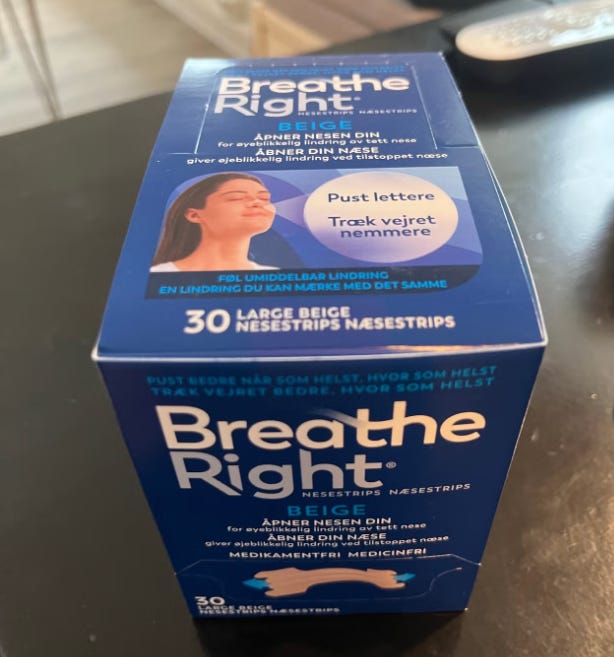 Breathe
Right®
NESESTRIPS NÆSESTRIPS
BEIGE
ÅPNER NESEN DIN
for øyeblikkelig lindring av tett nese
ÅBNER DIN NÆSE
giver øjeblikkelig lindring ved tilstoppet næse
Pust lettere
Træk vejret
nemmere
FØL UMIDDELBAR LINDRING
EN LINDRING DU KAN MÆRKE MED DET SAMME
30 LARGE BEIGE
NESESTRIPS NÆSESTRIPS
PUST BEDRE NÅR SOM HELST, HVOR SOM HELST
TRÆK VEJRET BEDRE, HVOR SOM HELST
Breathe
Right®
NESESTRIPS NÆSESTRIPS
BEIGE
ÅPNER NESEN DIN
for øyeblikkelig lindring av tett nese
ÅBNER DIN NÆSE
giver øjeblikkelig lindring ved tilstoppet næse
MEDIKAMENTFRI MEDICINFRI
30
LARGE BEIGE
NESESTRIPS NÆSESTRIPS